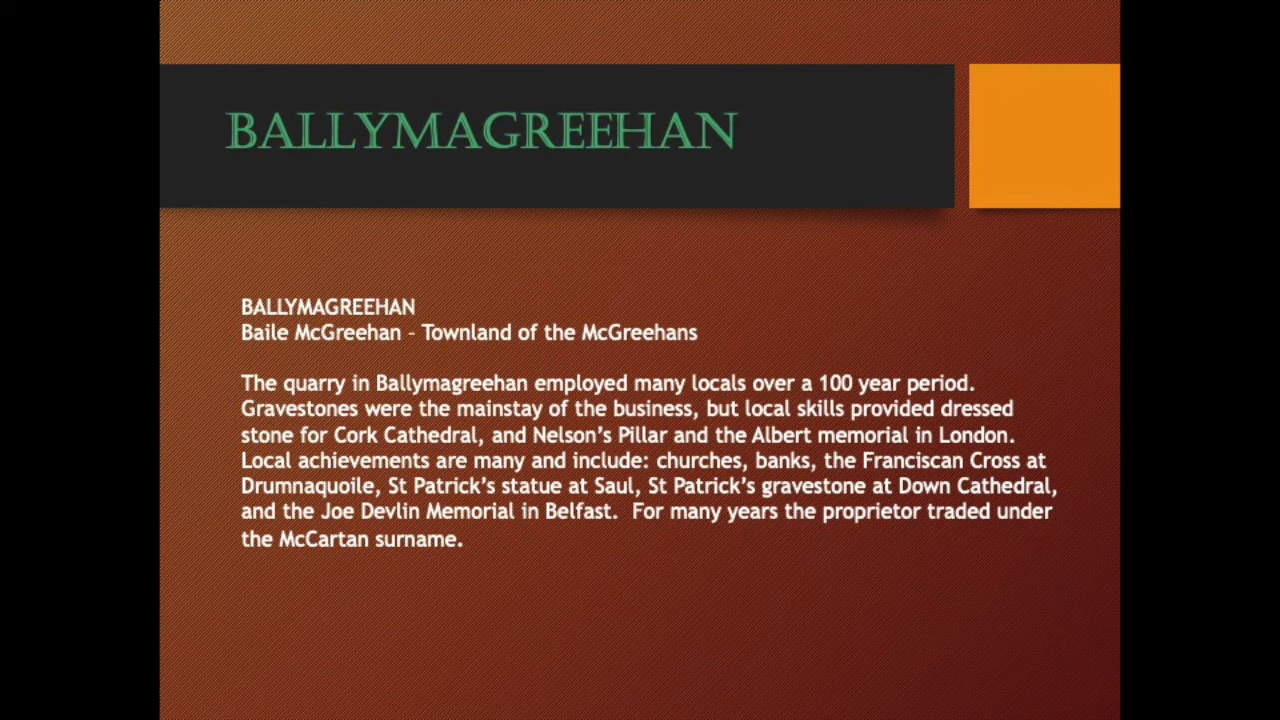 BALLYMAGREEHAN
BALLYMAGREEHAN
Baile McGreehan – Townland of the McGreehans
The quarry in Ballymagreehan employed many locals over a 100 year period.
Gravestones were the mainstay of the business, but local skills provided dressed
stone for Cork Cathedral, and Nelson's Pillar and the Albert memorial in London.
Local achievements are many and include: churches, banks, the Franciscan Cross at
Drumnaquoile, St Patrick's statue at Saul, St Patrick's gravestone at Down Cathedral,
and the Joe Devlin Memorial in Belfast.  For many years the proprietor traded under
the McCartan surname.